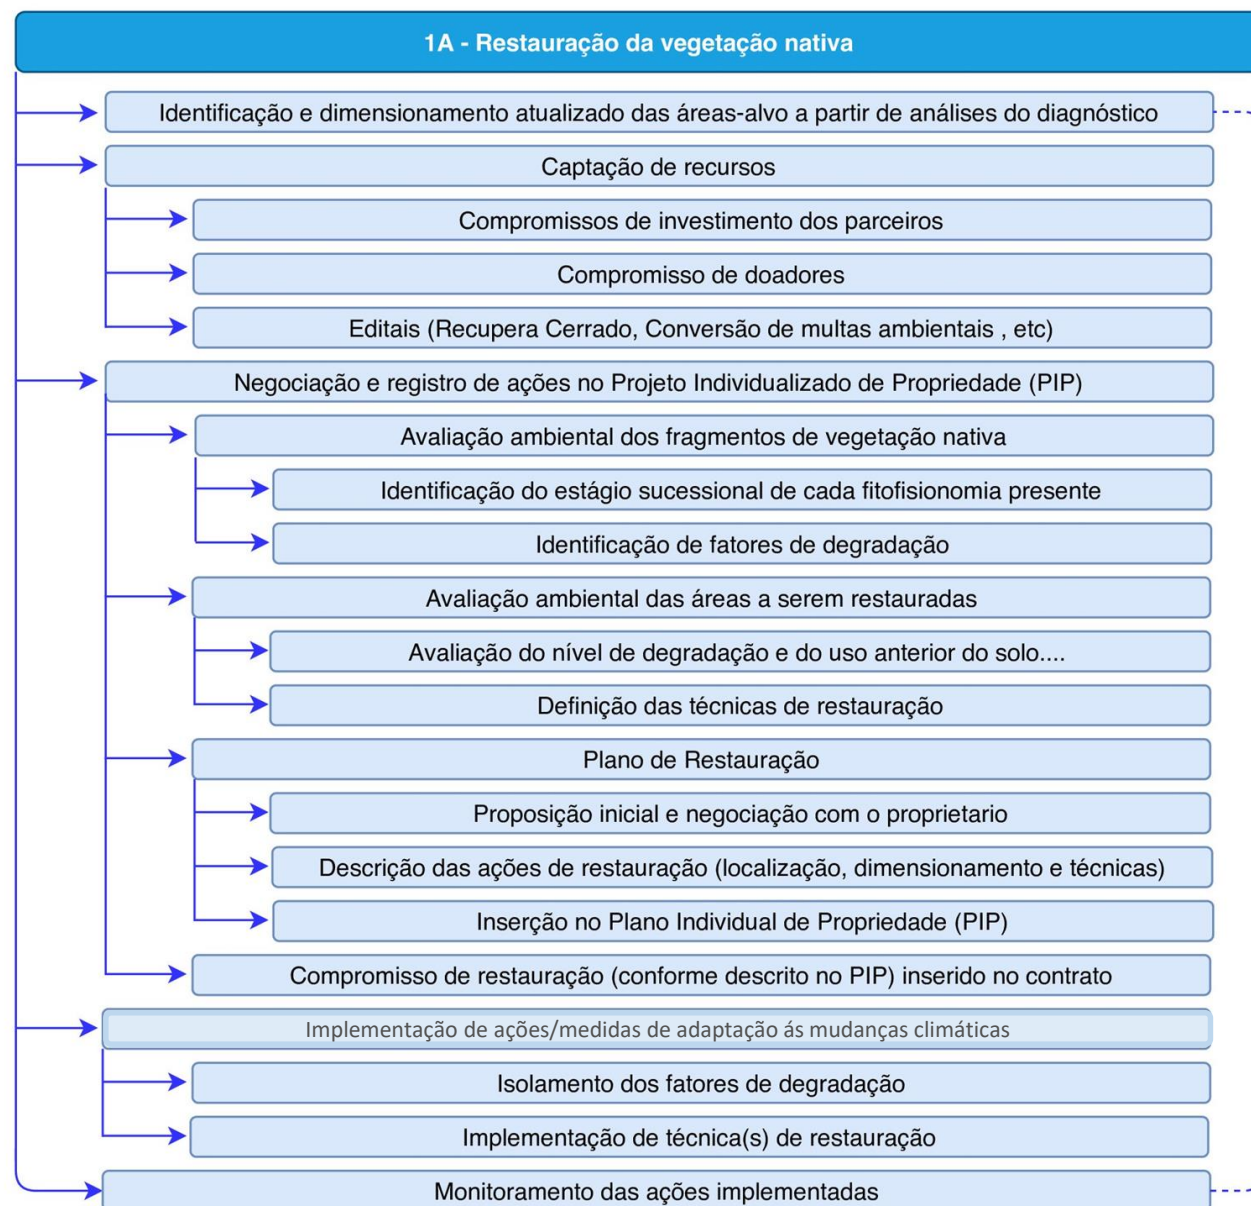 1A - Restauração da vegetação nativa
Identificação e dimensionamento atualizado das áreas-alvo a partir de análises do diagnóstico
Captação de recursos
Compromissos de investimento dos parceiros
Compromisso de doadores
Editais (Recupera Cerrado, Conversão de multas ambientais , etc)
Negociação e registro de ações no Projeto Individualizado de Propriedade (PIP)
Avaliação ambiental dos fragmentos de vegetação nativa
Identificação do estágio sucessional de cada fitofisionomia presente
Identificação de fatores de degradação
Avaliação ambiental das áreas a serem restauradas
Avaliação do nível de degradação e do uso anterior do solo....
Definição das técnicas de restauração
Plano de Restauração
Proposição inicial e negociação com o proprietario
Descrição das ações de restauração (localização, dimensionamento e técnicas)
Inserção no Plano Individual de Propriedade (PIP)
Compromisso de restauração (conforme descrito no PIP) inserido no contrato
Implementação de ações/medidas de adaptação ás mudanças climáticas
Isolamento dos fatores de degradação
Implementação de técnica(s) de restauração
Monitoramento das ações implementadas